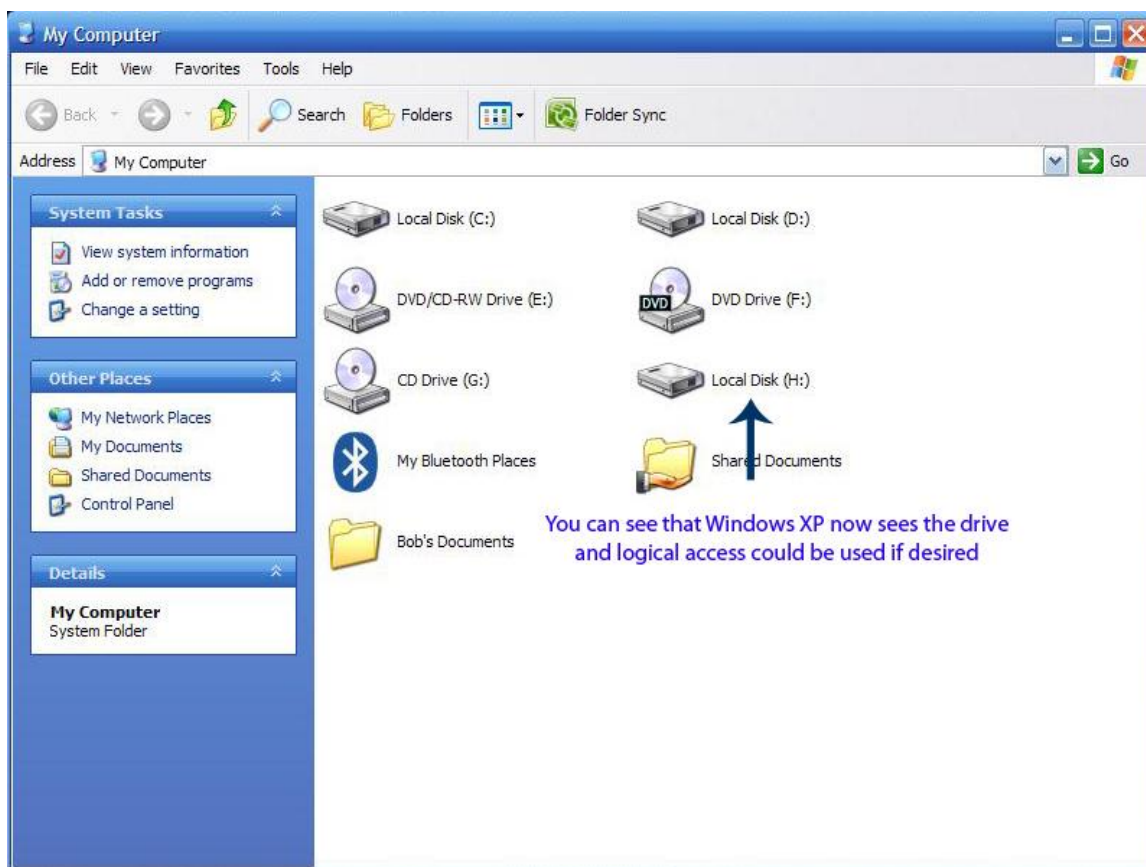 My Computer
File Edit View Favorites Tools Help
Back Search Folders Folder Sync
Address My Computer Go
System Tasks
View system information
Add or remove programs
Change a setting
Other Places
My Network Places
My Documents
Shared Documents
Control Panel
Details
My Computer
System Folder
Local Disk (C:) Local Disk (D:)
DVD/CD-RW Drive (E:) DVD DVD Drive (F:)
CD Drive (G:) Local Disk (H:)
My Bluetooth Places Shared Documents
Bob's Documents
You can see that Windows XP now sees the drive
and logical access could be used if desired